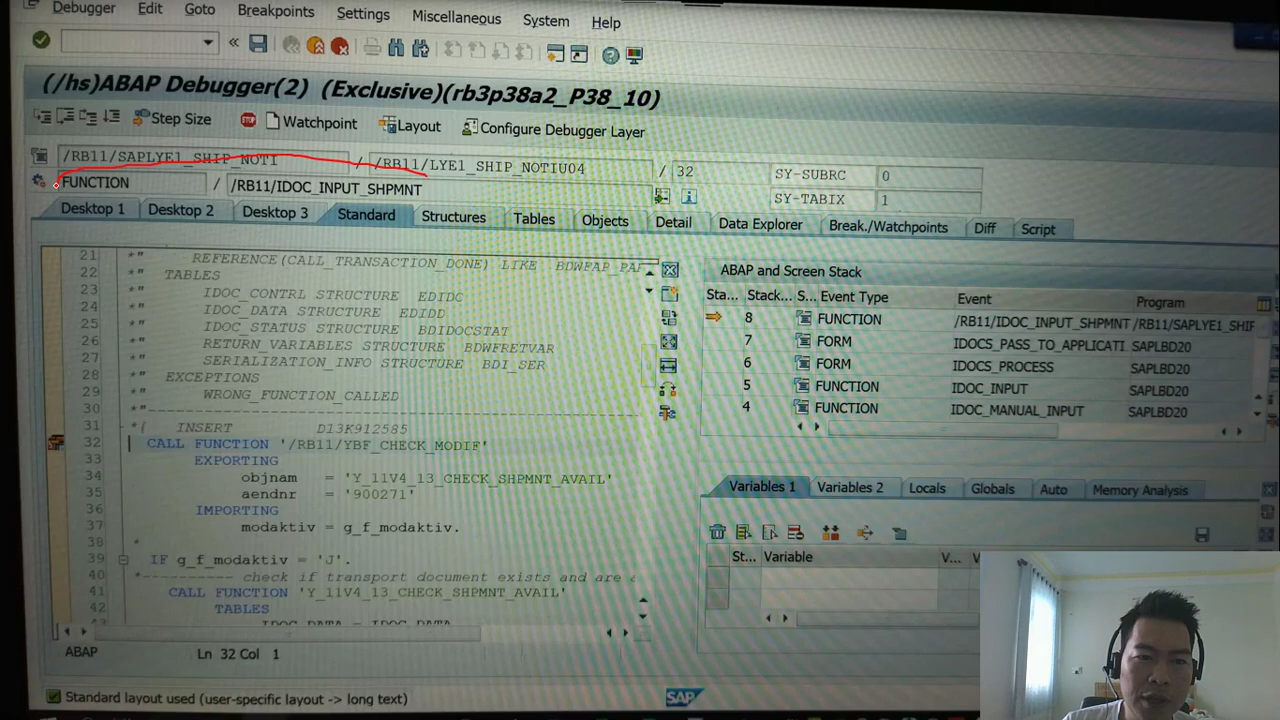 Debugger Edit Goto Breakpoints Settings Miscellaneous System Help
(/hs)ABAP Debugger(2) (Exclusive)(rb3p38a2_P38_10)
Step Size Watchpoint Layout Configure Debugger Layer
/RB11/SAPLYE1_SHIP_NOTI / /RB11/LYE1_SHIP_NOTIU04 / 32 SY-SUBRC 0
FUNCTION / /RB11/IDOC_INPUT_SHPMNT SY-TABIX 1
Desktop 1 Desktop 2 Desktop 3 Standard Structures Tables Objects Detail Data Explorer Break./Watchpoints Diff Script
21 *" REFERENCE(CALL_TRANSACTION_DONE) LIKE BDWFAP_PAR
22 *" TABLES
23 *" IDOC_CONTRL STRUCTURE EDIDC
24 *" IDOC_DATA STRUCTURE EDIDD
25 *" IDOC_STATUS STRUCTURE BDIDOCSTAT
26 *" RETURN_VARIABLES STRUCTURE BDWFRETVAR
27 *" SERIALIZATION_INFO STRUCTURE BDI_SER
28 *" EXCEPTIONS
29 *" WRONG_FUNCTION_CALLED
30 *"----------------------------------------------------------------------
31 *{ INSERT D13K912585
32 CALL FUNCTION '/RB11/YBF_CHECK_MODIF'
33 EXPORTING
34 objnam = 'Y_11V4_13_CHECK_SHPMNT_AVAIL'
35 aendnr = '900271'
36 IMPORTING
37 modaktiv = g_f_modaktiv.
38 *
39 IF g_f_modaktiv = 'J'.
40 *---------- check if transport document exists and are a
41 CALL FUNCTION 'Y_11V4_13_CHECK_SHPMNT_AVAIL'
42 TABLES
IDOC_DATA = IDOC_DATA
ABAP Ln 32 Col 1
ABAP and Screen Stack
Sta... Stack... S... Event Type Event Program
8 FUNCTION /RB11/IDOC_INPUT_SHPMNT /RB11/SAPLYE1_SHIP
7 FORM IDOCS_PASS_TO_APPLICATI SAPLBD20
6 FORM IDOCS_PROCESS SAPLBD20
5 FUNCTION IDOC_INPUT SAPLBD20
4 FUNCTION IDOC_MANUAL_INPUT SAPLBD20
Variables 1 Variables 2 Locals Globals Auto Memory Analysis
St... Variable V...
Standard layout used (user-specific layout -> long text)
SAP